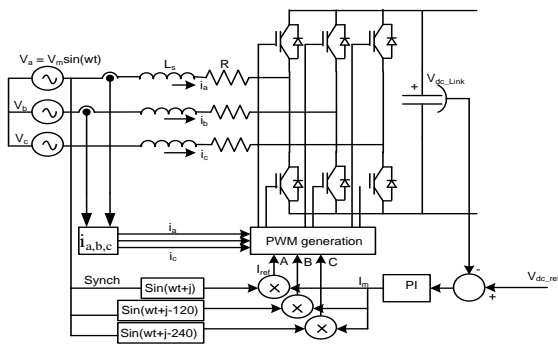 V_a = V_m sin(wt)
L_s
R
i_a
V_b
i_b
V_c
i_c
+
V_dc_Link
i_a,b,c
i_a
i_c
PWM generation
I_ref
A
B
C
I_m
Synch
Sin(wt+j)
Sin(wt+j-120)
Sin(wt+j-240)
PI
-
+
V_dc_ref